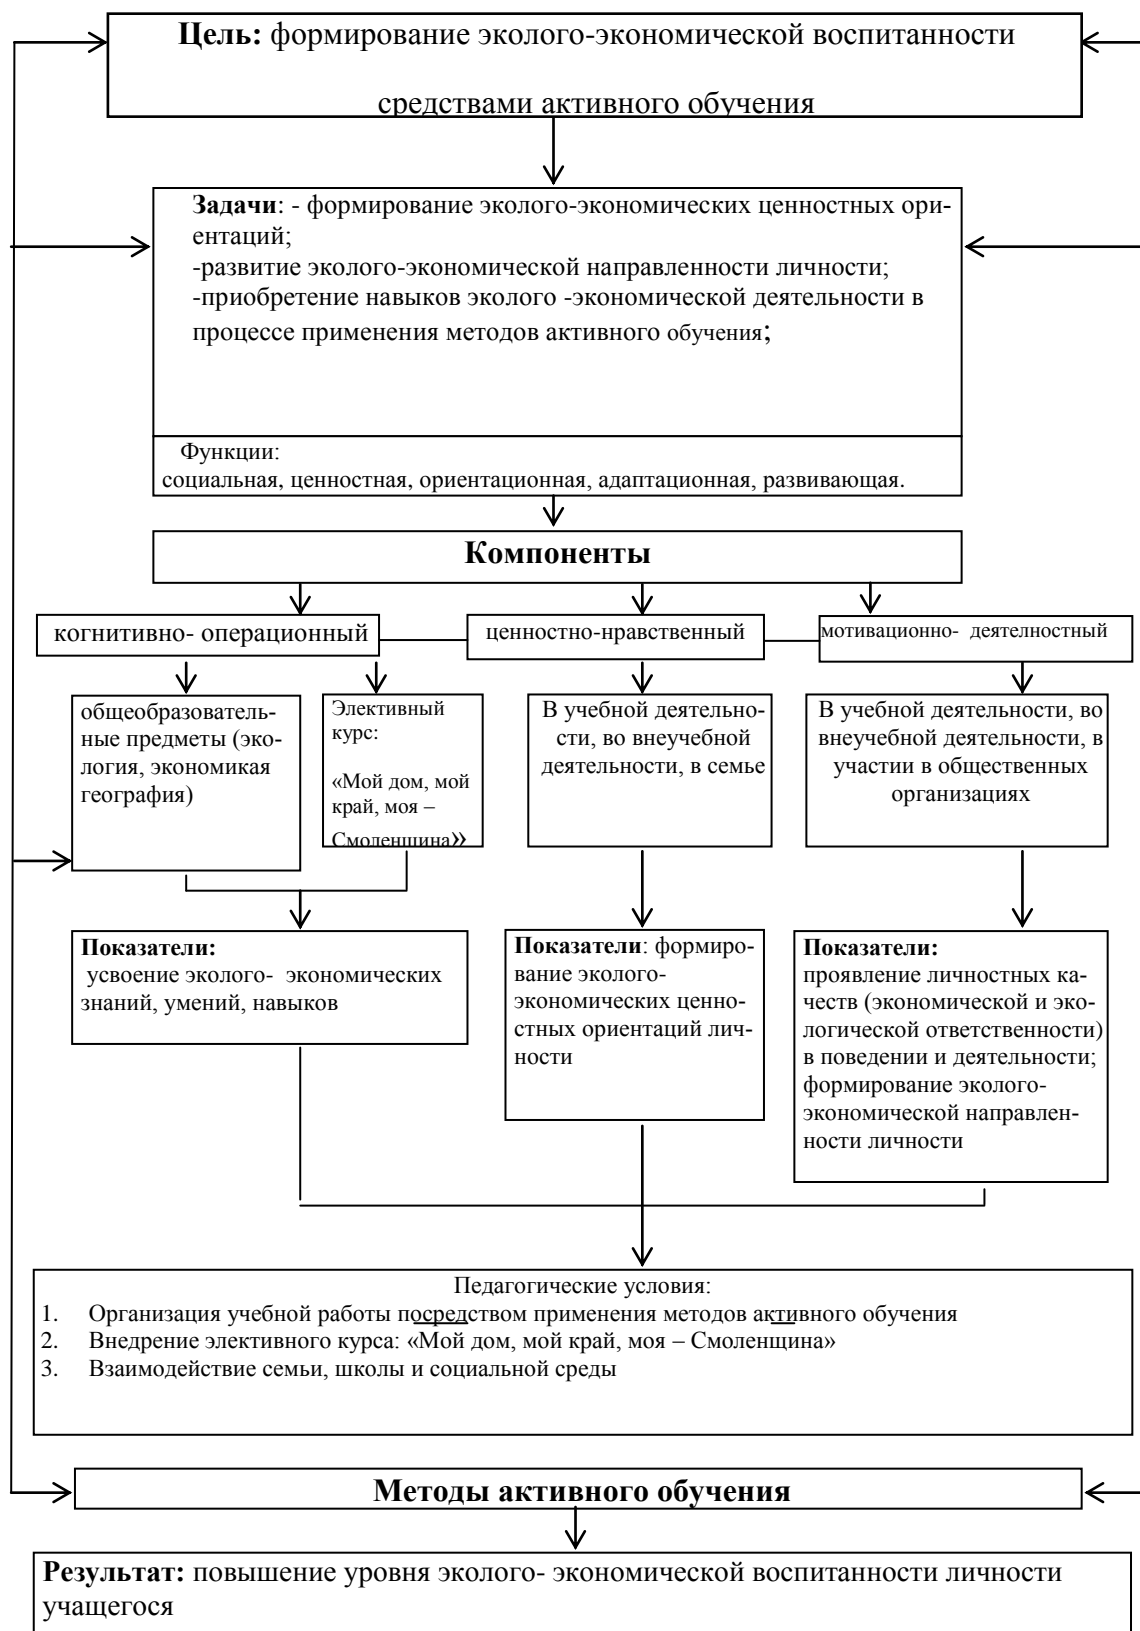 Цель: формирование эколого-экономической воспитанности
средствами активного обучения
Задачи: - формирование эколого-экономических ценностных ори-
ентаций;
-развитие эколого-экономической направленности личности;
-приобретение навыков эколого -экономической деятельности в
процессе применения методов активного обучения;
Функции:
социальная, ценностная, ориентационная, адаптационная, развивающая.
Компоненты
когнитивно- операционный
ценностно-нравственный
мотивационно- деятелностный
общеобразователь-
ные предметы (эко-
логия, экономикая
география)
Элективный
курс:
«Мой дом, мой
край, моя –
Смоленщина»
В учебной деятельно-
сти, во внеучебной
деятельности, в семье
В учебной деятельности, во
внеучебной деятельности, в
участии в общественных
организациях
Показатели:
усвоение эколого- экономических
знаний, умений, навыков
Показатели: формиро-
вание эколого-
экономических ценно-
стных ориентаций лич-
ности
Показатели:
проявление личностных ка-
честв (экономической и эко-
логической ответственности)
в поведении и деятельности;
формирование эколого-
экономической направлен-
ности личности
Педагогические условия:
1. Организация учебной работы посредством применения методов активного обучения
2. Внедрение элективного курса: «Мой дом, мой край, моя – Смоленщина»
3. Взаимодействие семьи, школы и социальной среды
Методы активного обучения
Результат: повышение уровня эколого- экономической воспитанности личности
учащегося